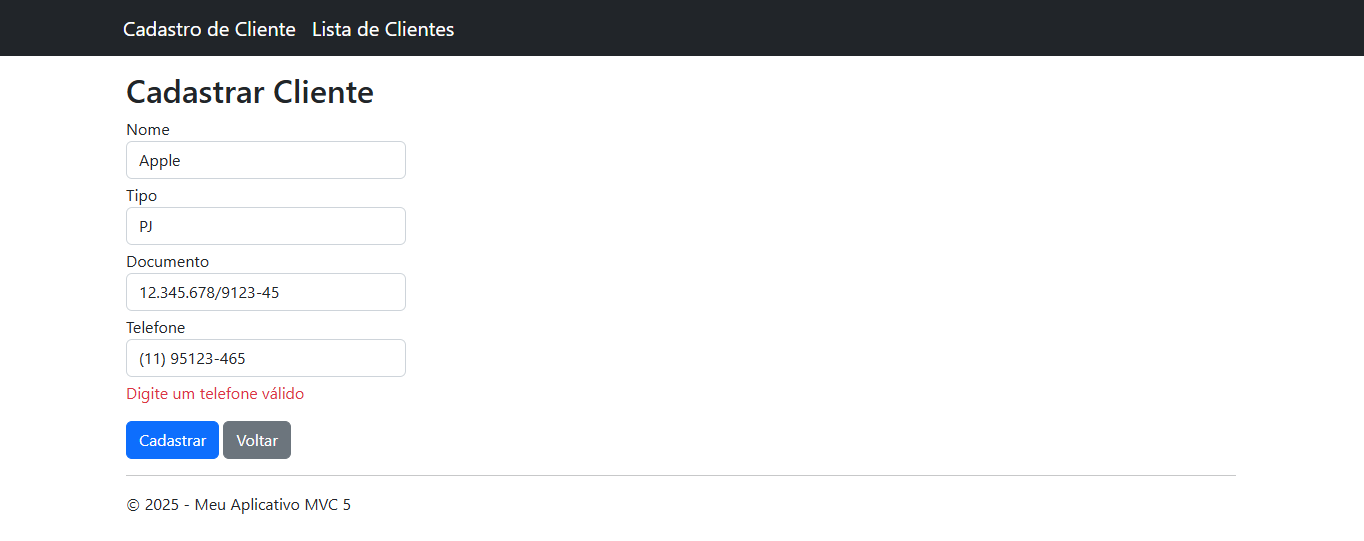 Cadastro de Cliente Lista de Clientes
Cadastrar Cliente
Nome
Apple
Tipo
PJ
Documento
12.345.678/9123-45
Telefone
(11) 95123-465
Digite um telefone válido
Cadastrar Voltar
© 2025 - Meu Aplicativo MVC 5